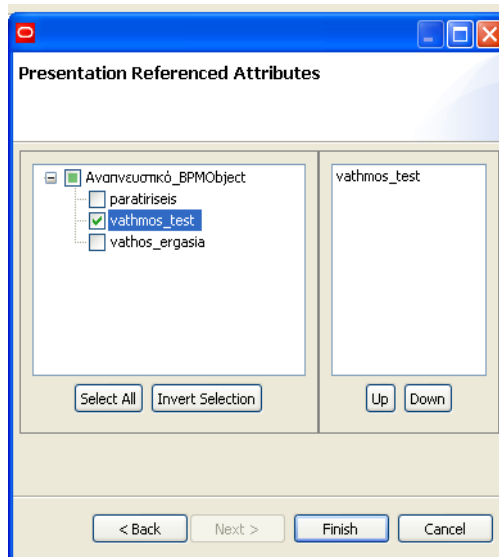 Presentation Referenced Attributes
Αναπνευστικό_BPMObject
paratiriseis
vathmos_test
vathos_ergasia
vathmos_test
Select All
Invert Selection
Up
Down
< Back
Next >
Finish
Cancel